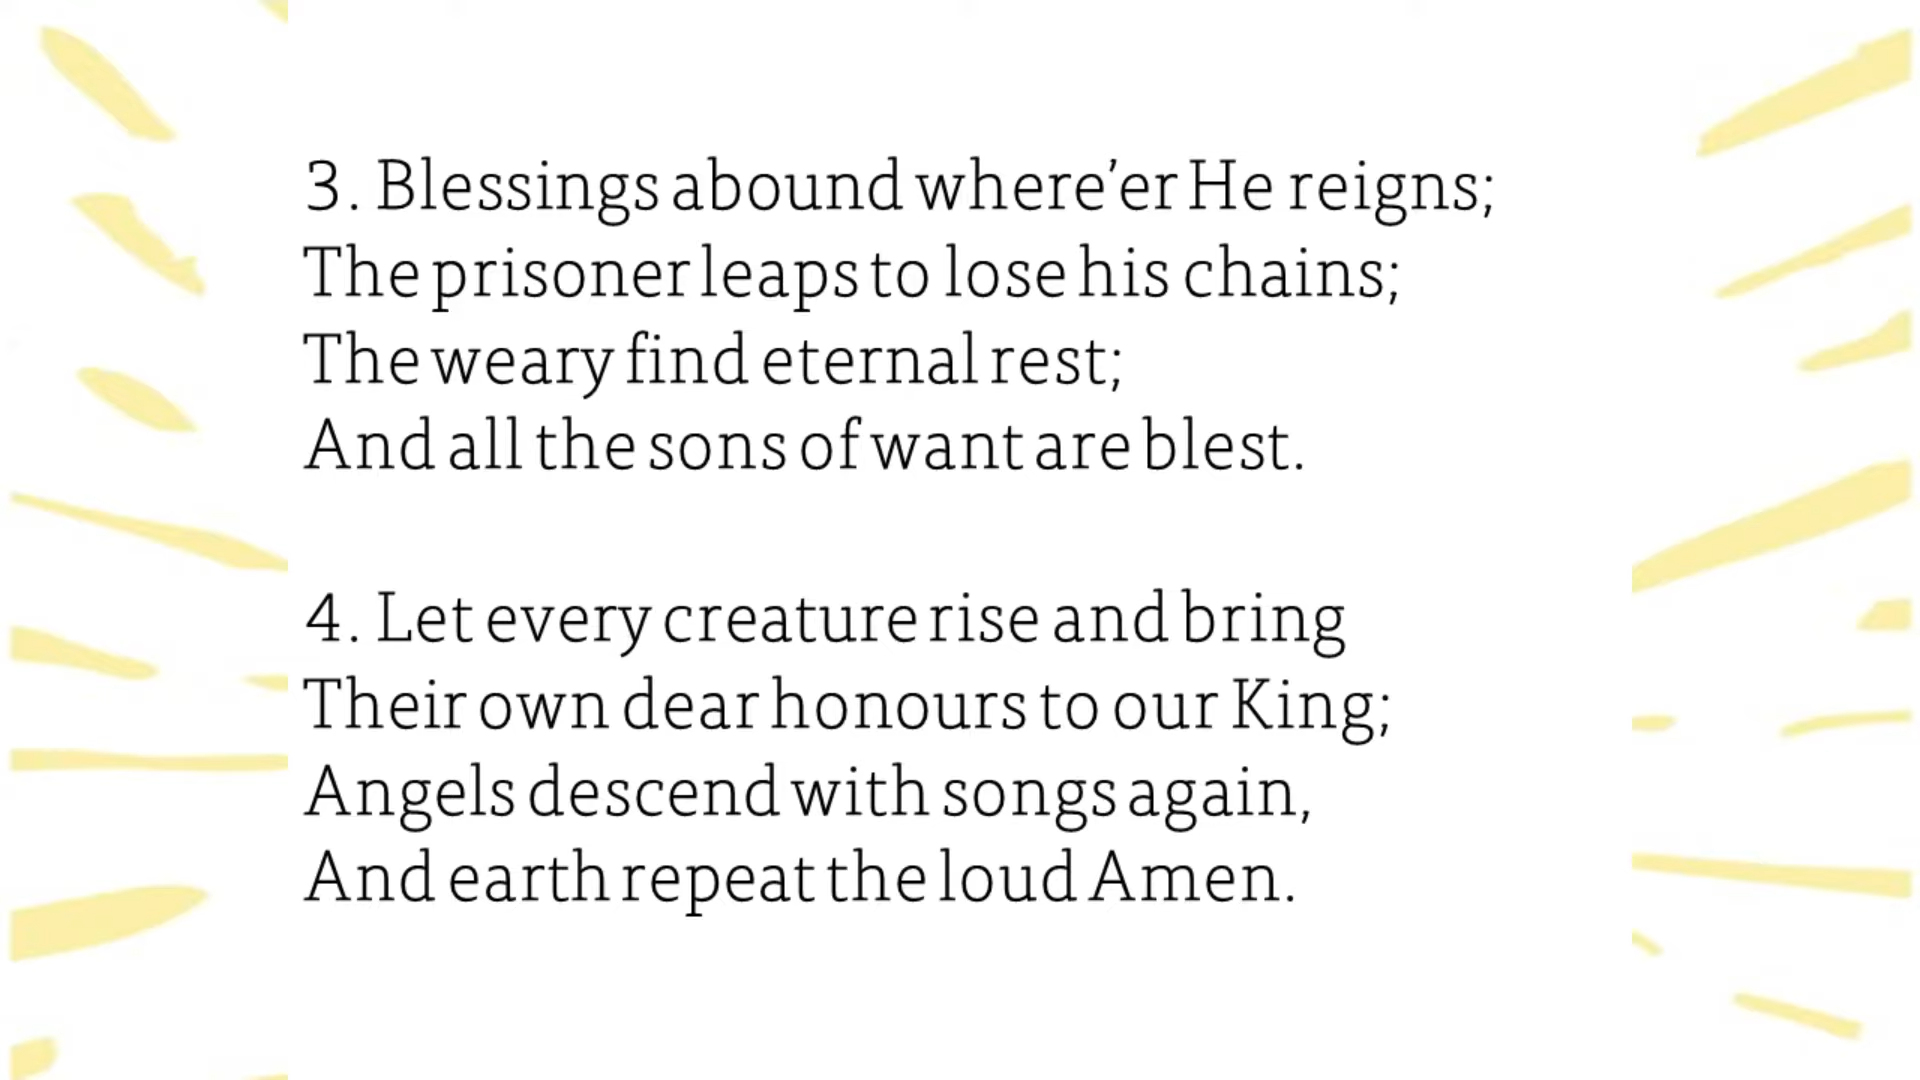 3. Blessings abound where’er He reigns;
The prisoner leaps to lose his chains;
The weary find eternal rest;
And all the sons of want are blest.
4. Let every creature rise and bring
Their own dear honours to our King;
Angels descend with songs again,
And earth repeat the loud Amen.